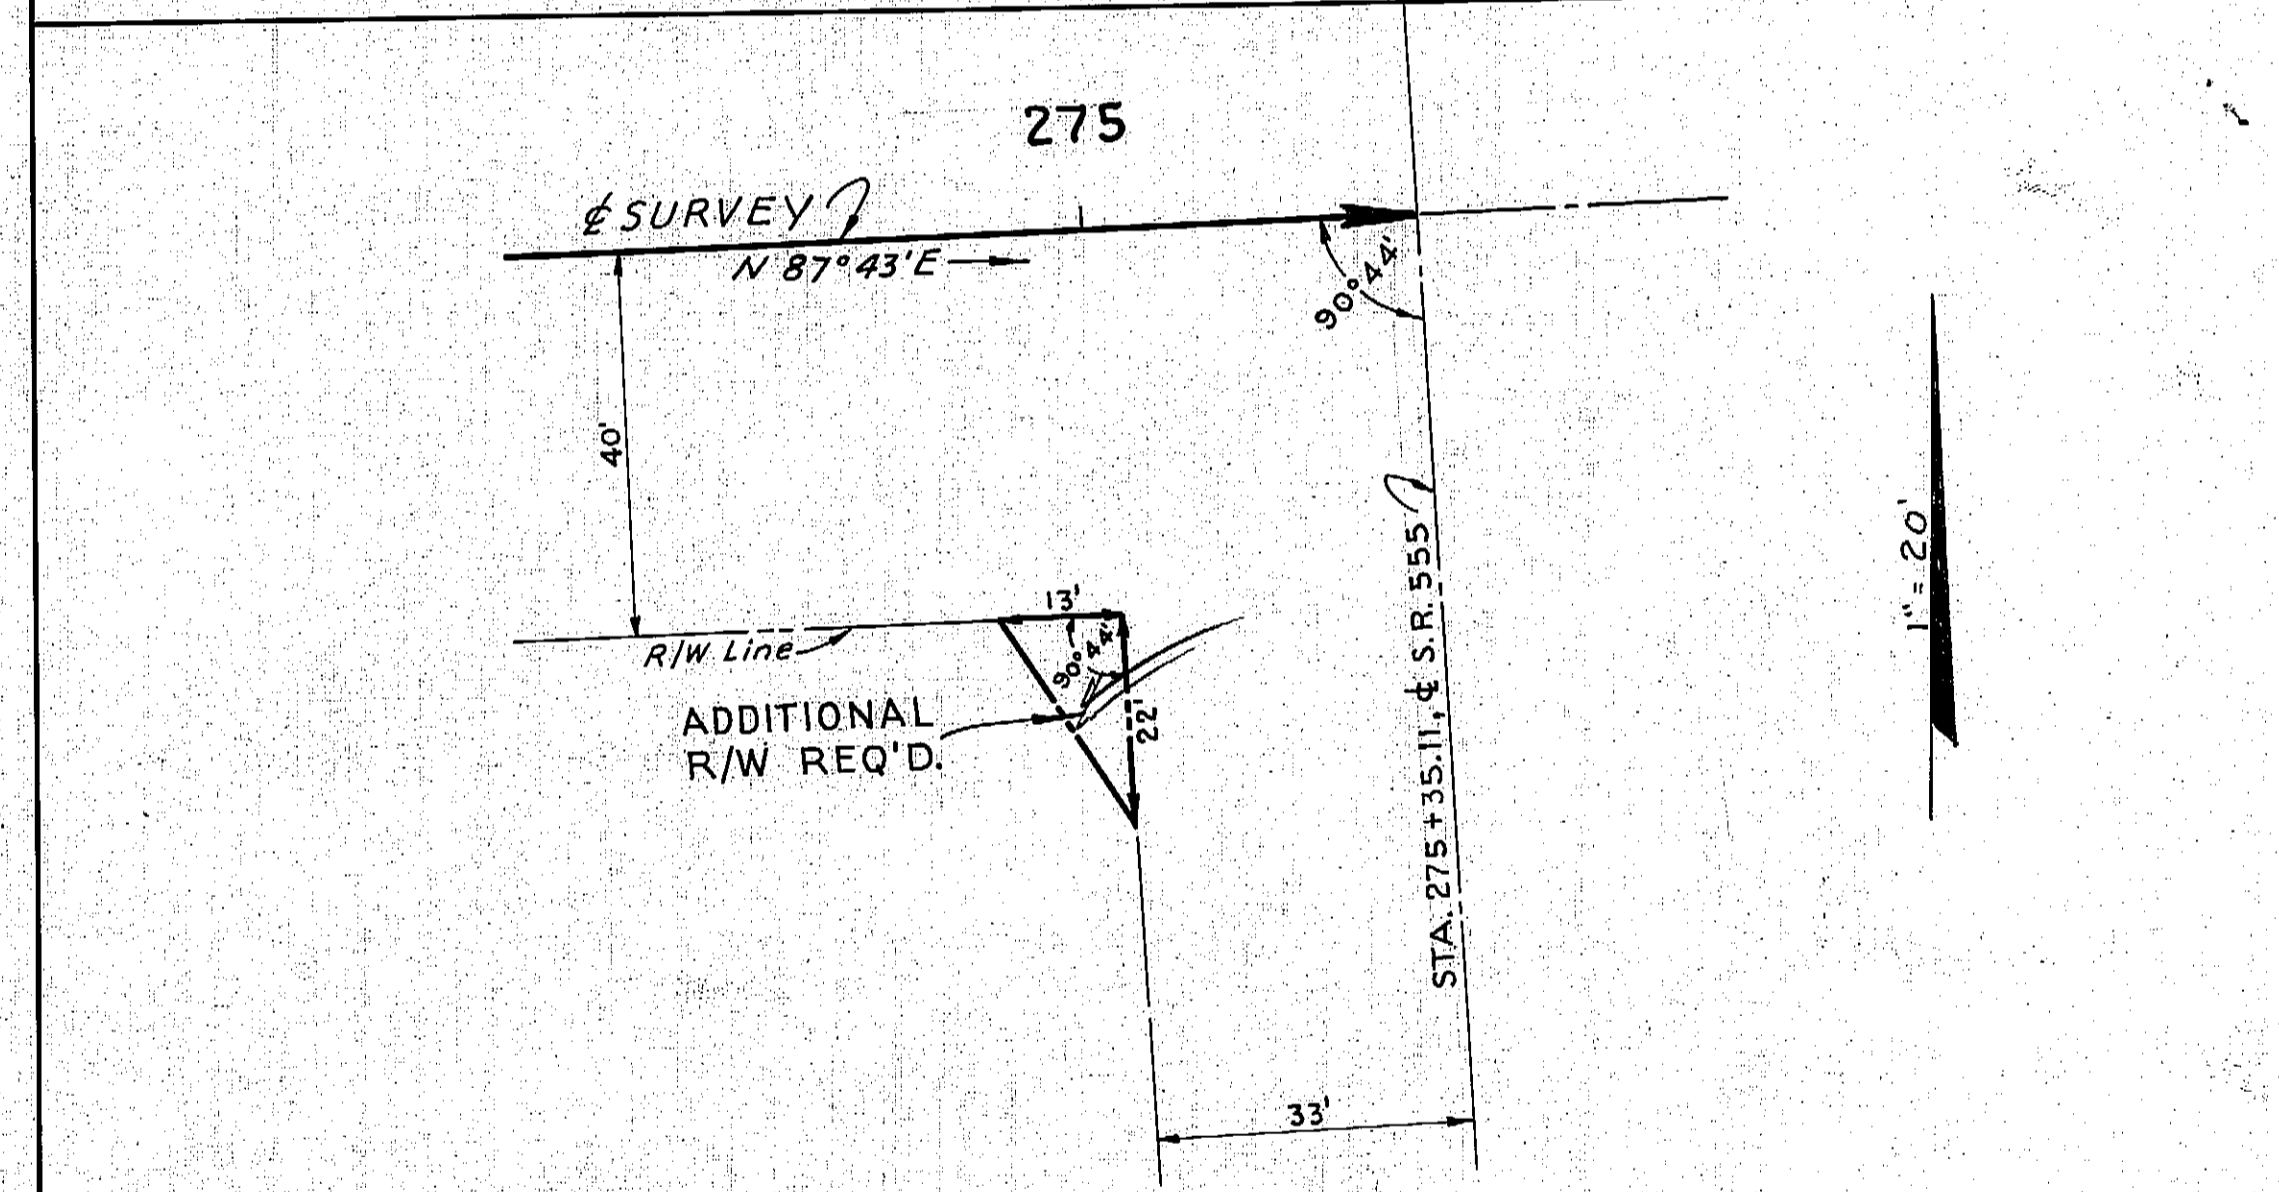 275
℄ SURVEY
N 87°43'E
90°44'
40'
13'
R/W Line
90°44'
ADDITIONAL
R/W REQ'D.
22'
STA. 275+35.11, ℄ S.R. 555
1" = 20'
33'